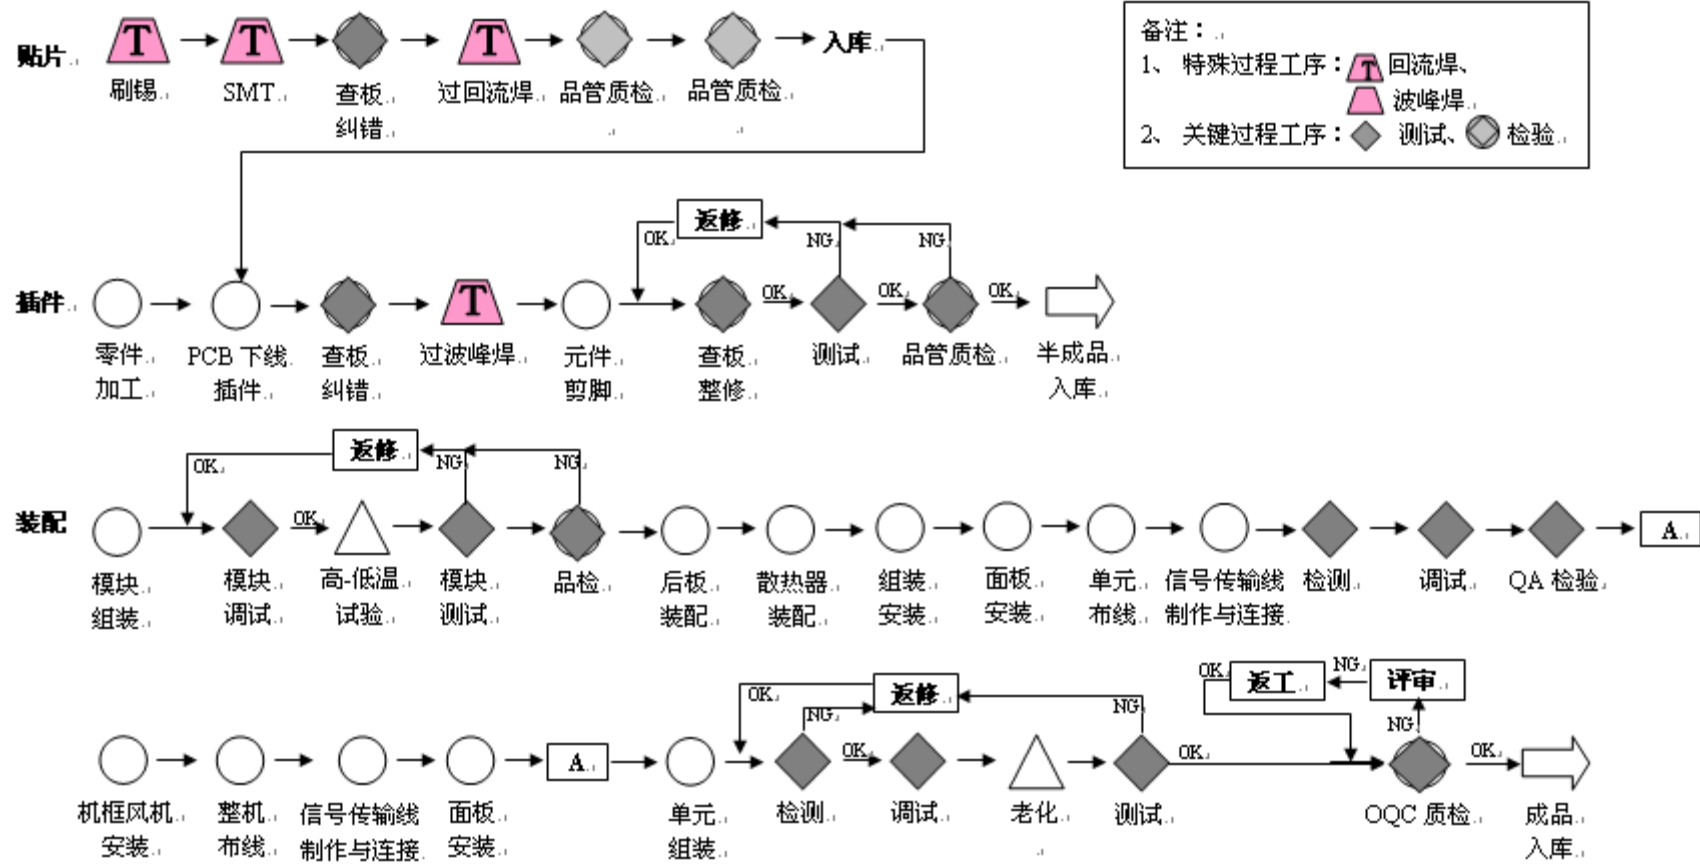 贴片
T
T
T
入库
刷锡
SMT
查板
纠错
过回流焊
品管质检
品管质检
备注：
1、 特殊过程工序： T 回流焊、
波峰焊
2、 关键过程工序： 测试、 检验
返修
OK
NG
NG
插件
T
OK
OK
OK
零件
加工
PCB 下线
插件
查板
纠错
过波峰焊
元件
剪脚
查板
整修
测试
品管质检
半成品
入库
返修
OK
NG
NG
装配
OK
A
模块
组装
模块
调试
高-低温
试验
模块
测试
品检
后板
装配
散热器
装配
组装
安装
面板
安装
单元
布线
信号传输线
制作与连接
检测
调试
QA 检验
OK
返修
NG
NG
OK
返工
NG
评审
NG
A
OK
OK
OK
机框风机
安装
整机
布线
信号传输线
制作与连接
面板
安装
单元
组装
检测
调试
老化
测试
OQC 质检
成品
入库